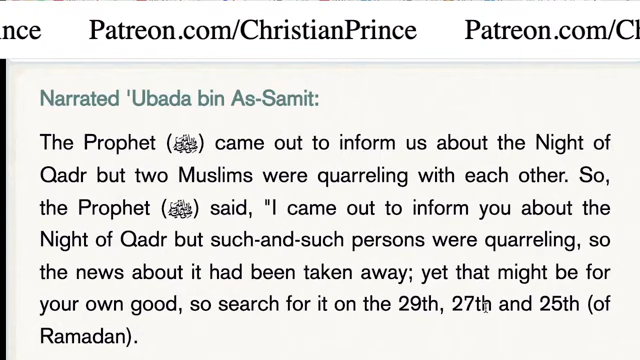 nce Patreon.com/ChristianPrince Patreon.com/Ch
Narrated 'Ubada bin As-Samit:
The Prophet (ﷺ) came out to inform us about the Night of
Qadr but two Muslims were quarreling with each other. So,
the Prophet (ﷺ) said, "I came out to inform you about the
Night of Qadr but such-and-such persons were quarreling, so
the news about it had been taken away; yet that might be for
your own good, so search for it on the 29th, 27th and 25th (of
Ramadan).